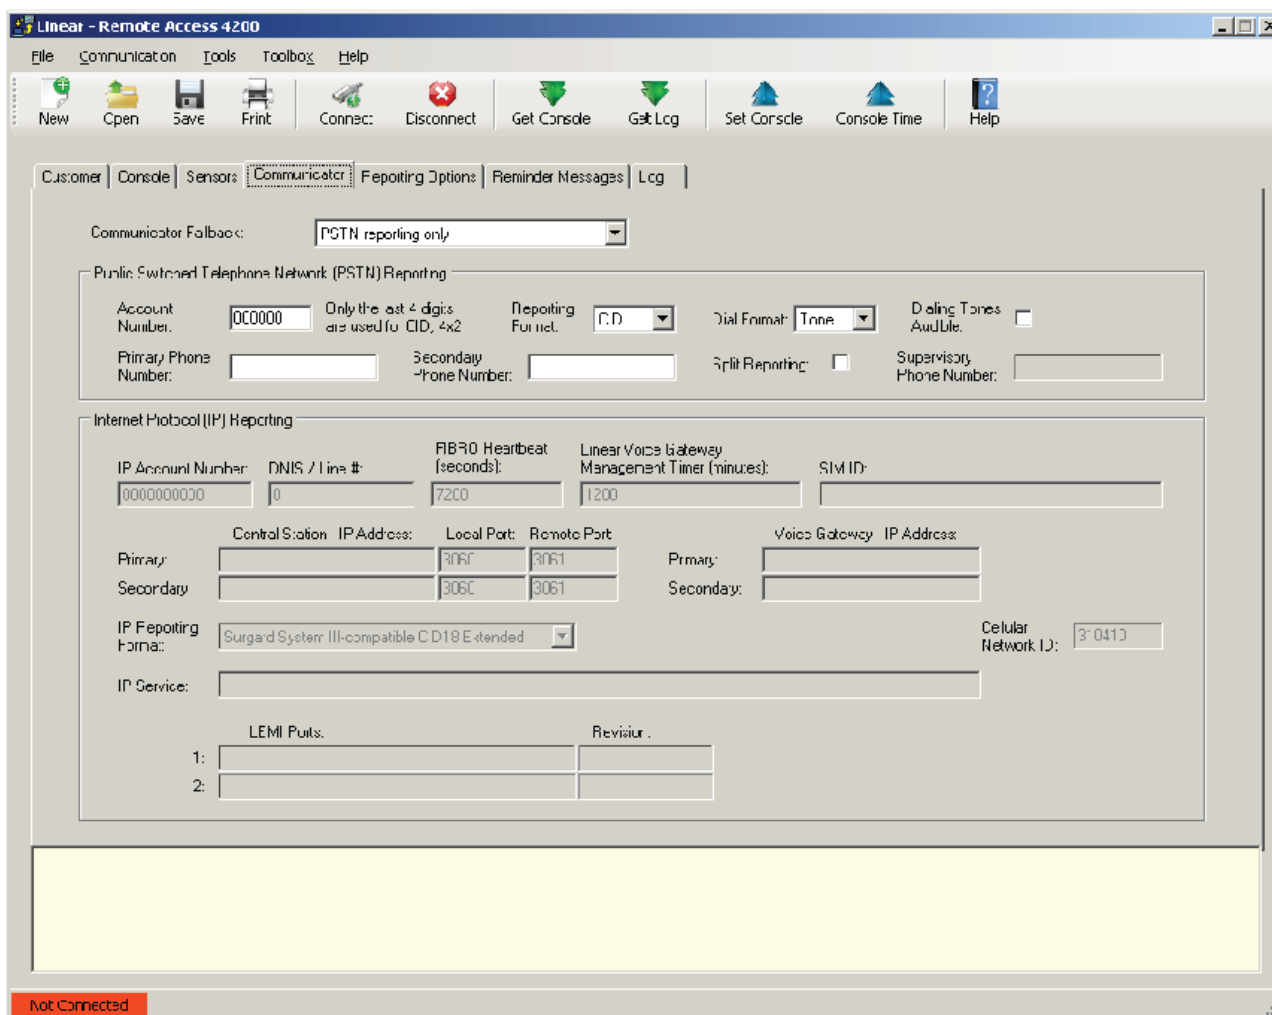 Linear - Remote Access 4200
File Communication Tools Toolbox Help
New Open Save Print Connect Disconnect Get Console Get Log Set Console Console Time Help
Customer Console Sensors Communicator Reporting Options Reminder Messages Log
Communicator Fallback: PSTN reporting only
Public Switched Telephone Network (PSTN) Reporting
Account Number: 000000 Only the last 4 digits are used for CID, 4x2 Reporting Format: CID Dial Format: Tone Dialing Tones Audible:
Primary Phone Number: Secondary Phone Number: Split Reporting: Supervisory Phone Number:
Internet Protocol (IP) Reporting
IP Account Number: DNIS / Line #: FIBRO Heartbeat (seconds): Linear Voice Gateway Management Timer (minutes): SIM ID:
0000000000 0 7200 1200
Central Station IP Address: Local Port: Remote Port: Voice Gateway IP Address:
Primary: 3060 3061 Primary:
Secondary: 3060 3061 Secondary:
IP Reporting Format: Surgard System III-compatible CID18 Extended Cellular Network ID: 310410
IP Service:
LEMI Ports: Revision:
1:
2:
Not Connected